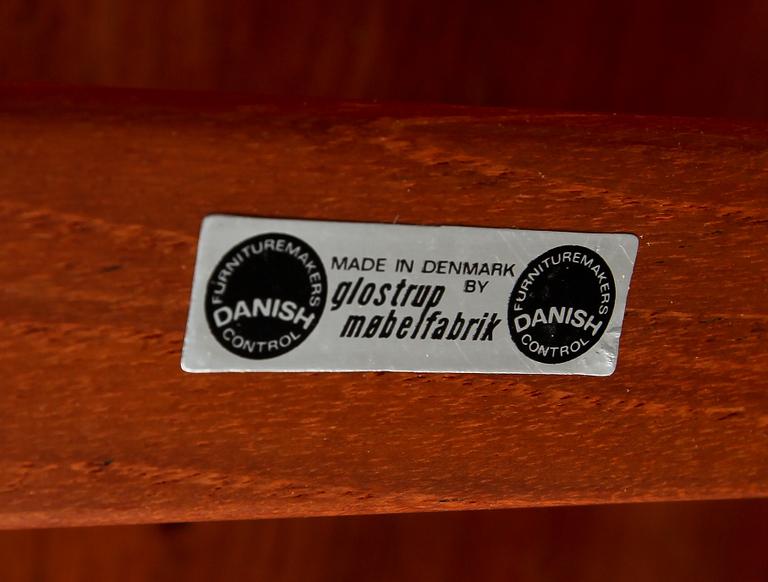 FURNITUREMAKERS
DANISH
CONTROL
MADE IN DENMARK
BY
glostrup
møbelfabrik
FURNITUREMAKERS
DANISH
CONTROL